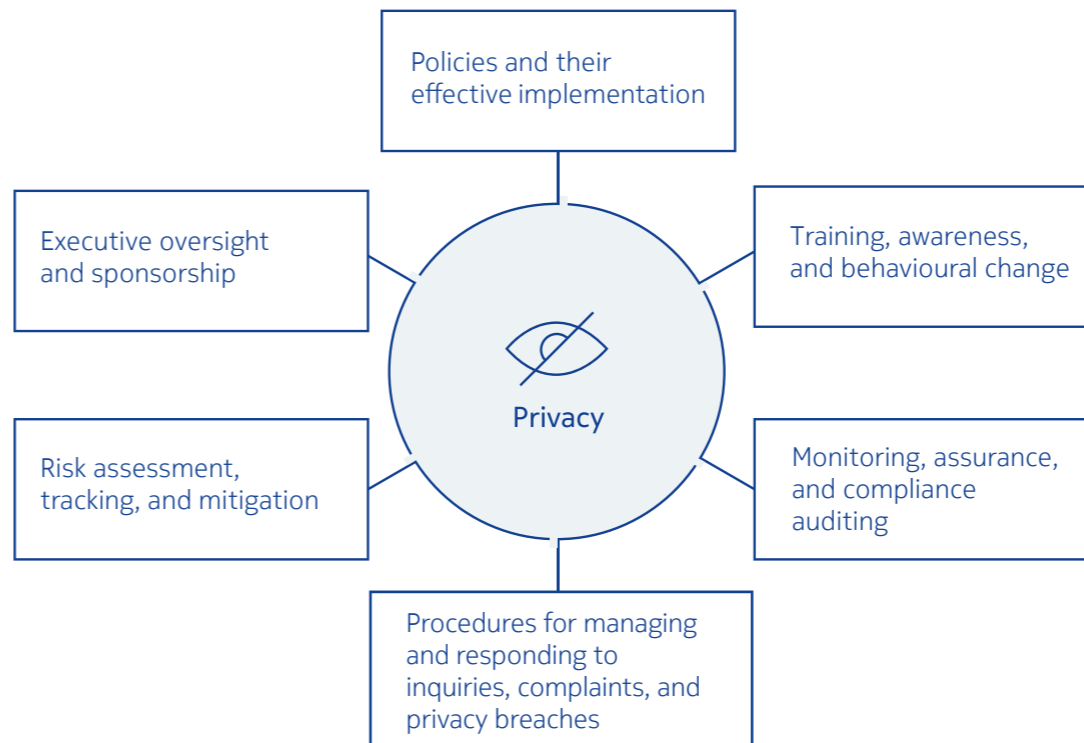 Policies and their
effective implementation
Executive oversight
and sponsorship
Training, awareness,
and behavioural change
Privacy
Risk assessment,
tracking, and mitigation
Monitoring, assurance,
and compliance
auditing
Procedures for managing
and responding to
inquiries, complaints, and
privacy breaches